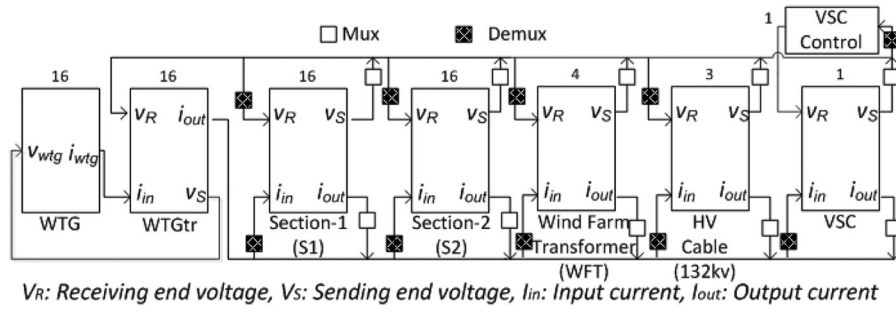 Mux
Demux
1
VSC
Control
16
16
16
16
4
3
1
vwtg iwtg
WTG
vR iout
iin vS
WTGtr
vR vS
iin iout
Section-1
(S1)
vR vS
iin iout
Section-2
(S2)
vR vS
iin iout
Wind Farm
Transformer
(WFT)
vR vS
iin iout
HV
Cable
(132kv)
vR vS
iin iout
VSC
VR: Receiving end voltage, VS: Sending end voltage, Iin: Input current, Iout: Output current